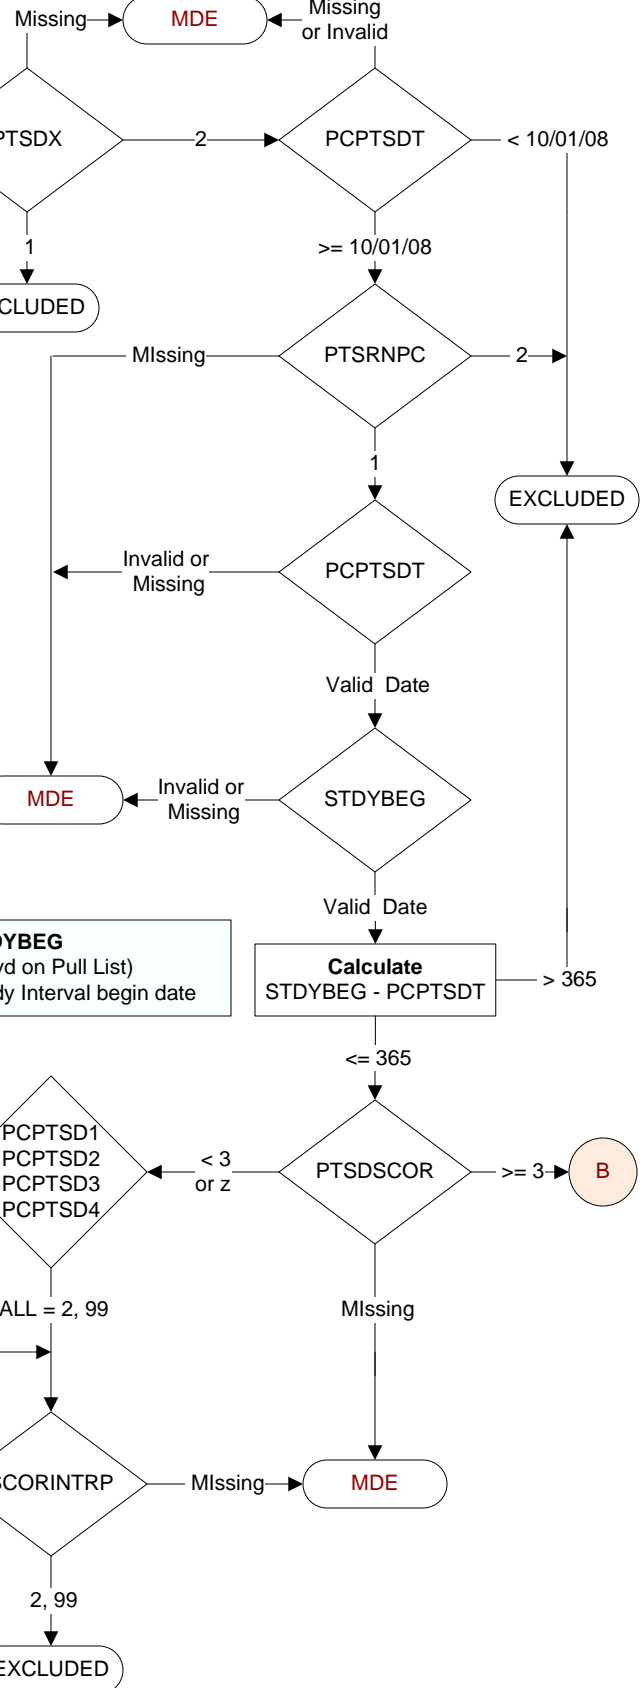 Missing
MDE
Missing
or Invalid
PTSDX
2
PCPTSDT
< 10/01/08
1
>= 10/01/08
CLUDED
MIssing
PTSRNPC
2
1
EXCLUDED
Invalid or
Missing
PCPTSDT
Valid Date
MDE
Invalid or
Missing
STDYBEG
Valid Date
DYBEG
vd on Pull List)
dy Interval begin date
Calculate
STDYBEG - PCPTSDT
> 365
<= 365
PCPTSD1
PCPTSD2
PCPTSD3
PCPTSD4
< 3
or z
PTSDSCOR
>= 3
B
ALL = 2, 99
MIssing
SCORINTRP
MIssing
MDE
2, 99
EXCLUDED